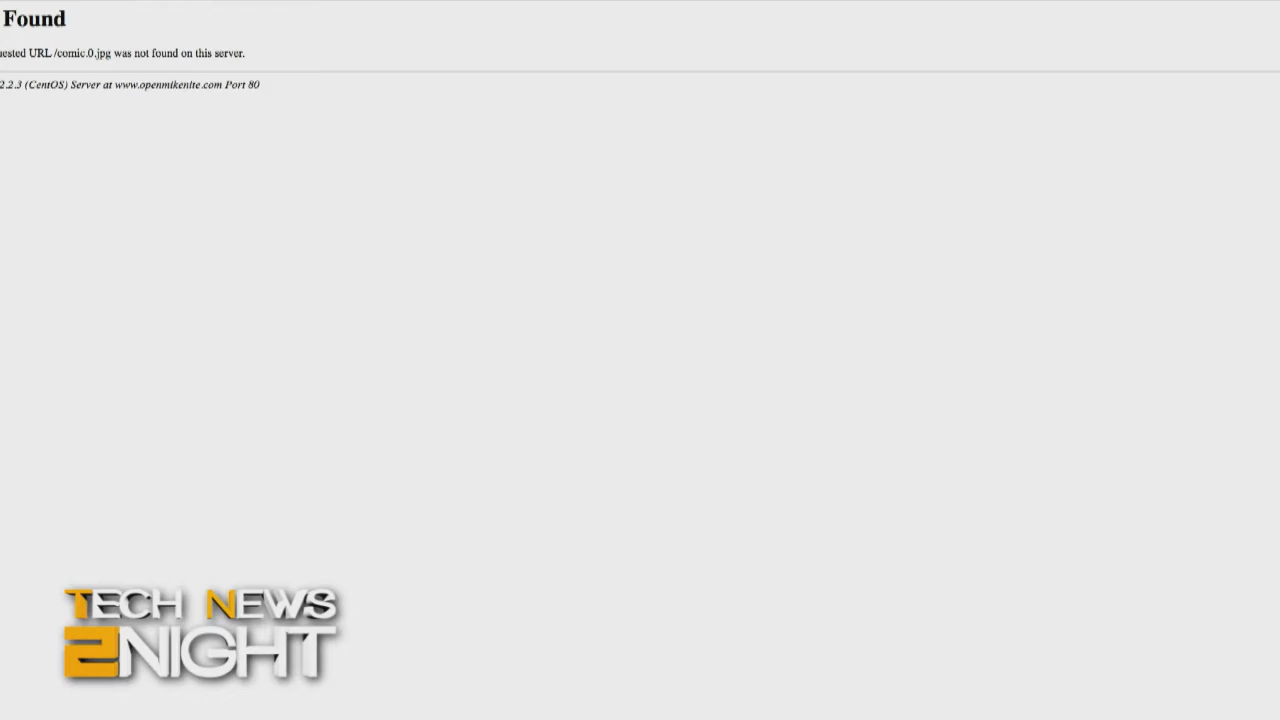 Found
uested URL /comic.0.jpg was not found on this server.
2.2.3 (CentOS) Server at www.openmikenite.com Port 80
TECH NEWS
2NIGHT